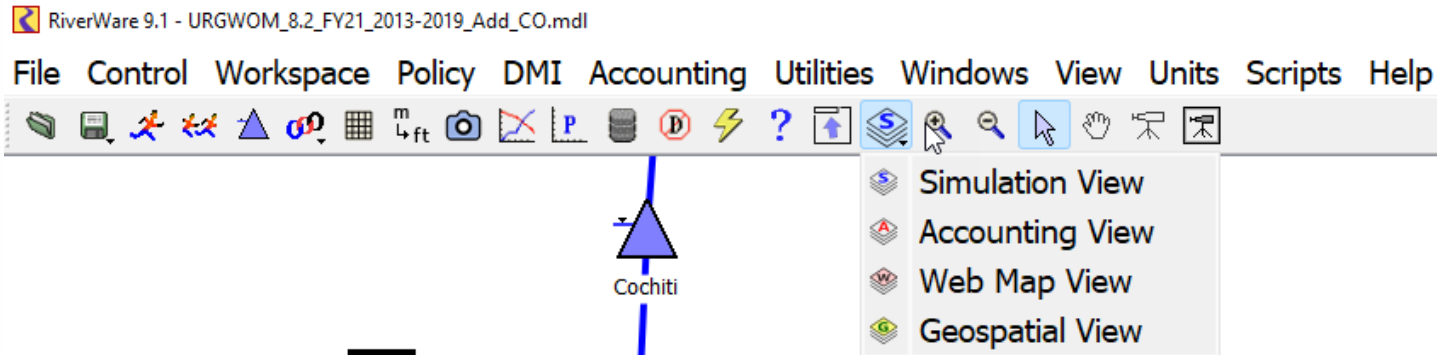 RiverWare 9.1 - URGWOM_8.2_FY21_2013-2019_Add_CO.mdl
File Control Workspace Policy DMI Accounting Utilities Windows View Units Scripts Help
m ft P D ? S
Cochiti
S Simulation View
A Accounting View
W Web Map View
G Geospatial View